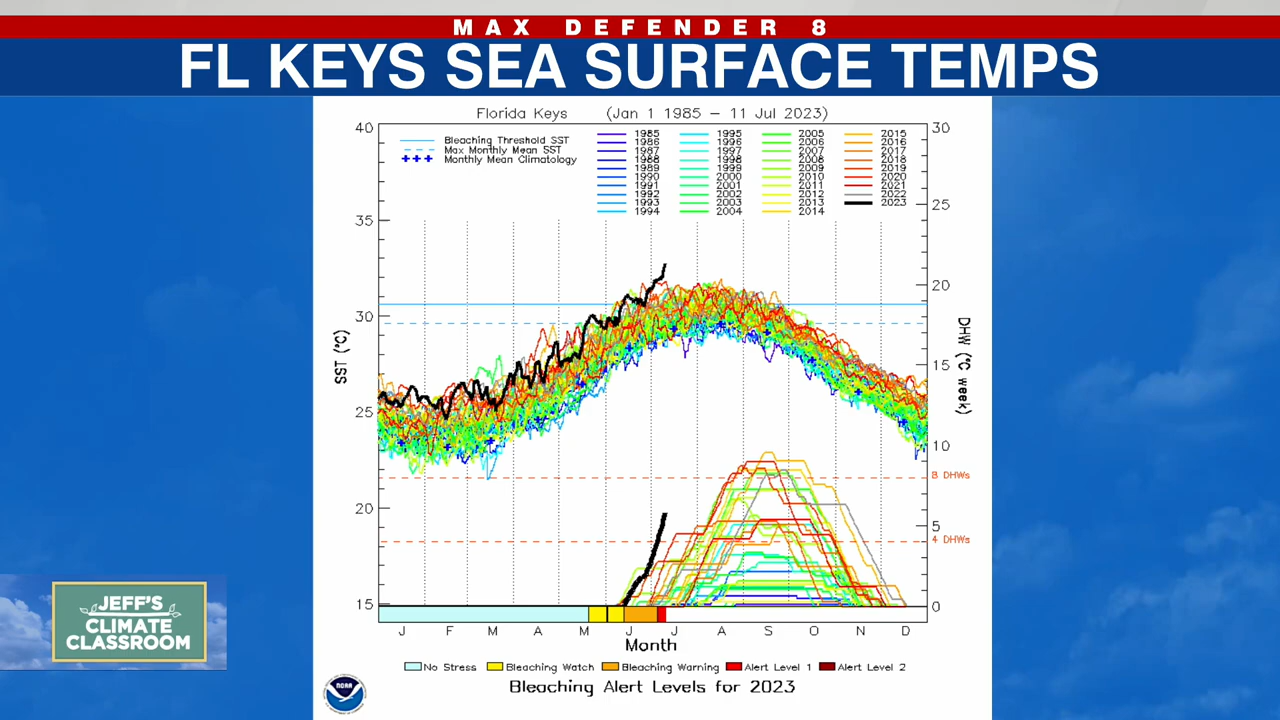 MAX DEFENDER 8
FL KEYS SEA SURFACE TEMPS
Florida Keys (Jan 1 1985 – 11 Jul 2023)
Bleaching Threshold SST
Max Monthly Mean SST
Monthly Mean Climatology
1985 1995 2005 2015
1986 1996 2006 2016
1987 1997 2007 2017
1988 1998 2008 2018
1989 1999 2009 2019
1990 2000 2010 2020
1991 2001 2011 2021
1992 2002 2012 2022
1993 2003 2013 2023
1994 2004 2014
40
35
30
25
20
15
SST (°C)
30
25
20
15
10
5
0
DHW (°C week)
8 DHWs
4 DHWs
J F M A M J J A S O N D
Month
No Stress Bleaching Watch Bleaching Warning Alert Level 1 Alert Level 2
Bleaching Alert Levels for 2023
NOAA
JEFF'S
CLIMATE
CLASSROOM